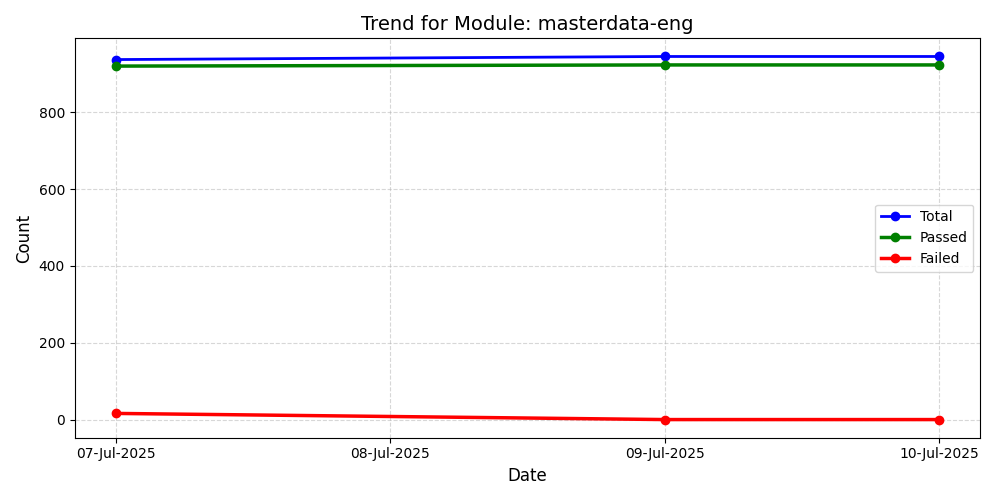 Trend for Module: masterdata-eng
Count
800
600
400
200
0
Total
Passed
Failed
07-Jul-2025
08-Jul-2025
09-Jul-2025
10-Jul-2025
Date